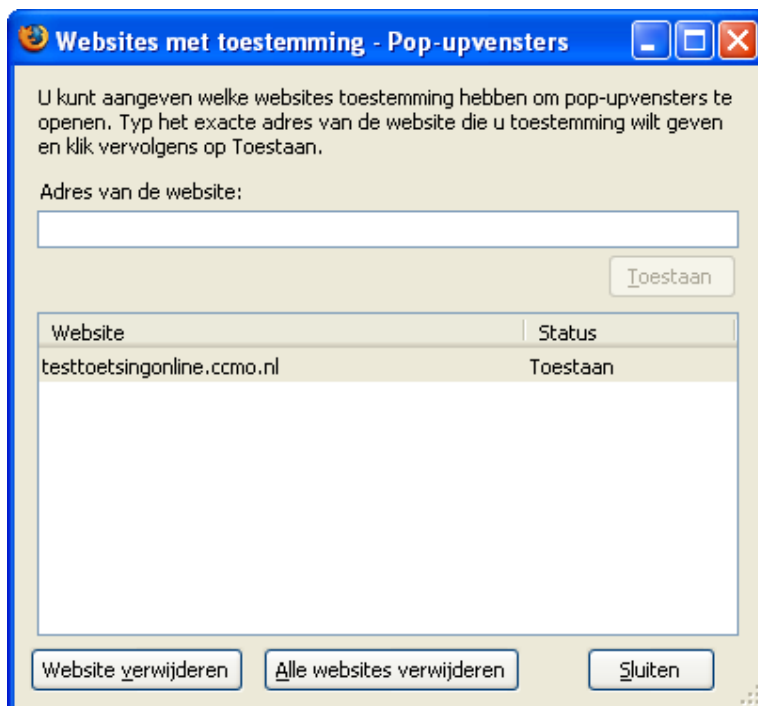 Websites met toestemming - Pop-upvensters
U kunt aangeven welke websites toestemming hebben om pop-upvensters te
openen. Typ het exacte adres van de website die u toestemming wilt geven
en klik vervolgens op Toestaan.
Adres van de website:
Toestaan
Website Status
testtoetsingonline.ccmo.nl Toestaan
Website verwijderen Alle websites verwijderen Sluiten